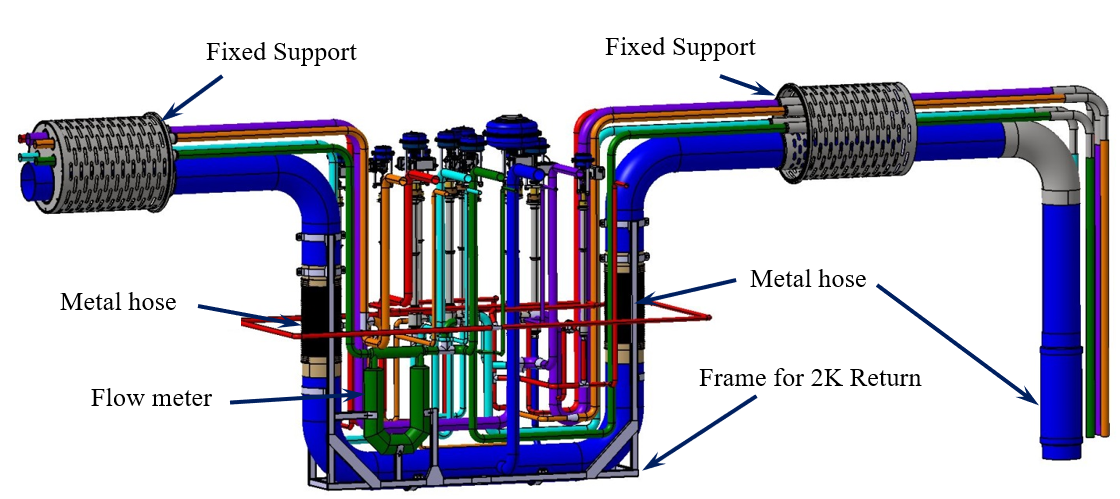 Fixed Support
Fixed Support
Metal hose
Metal hose
Flow meter
Frame for 2K Return